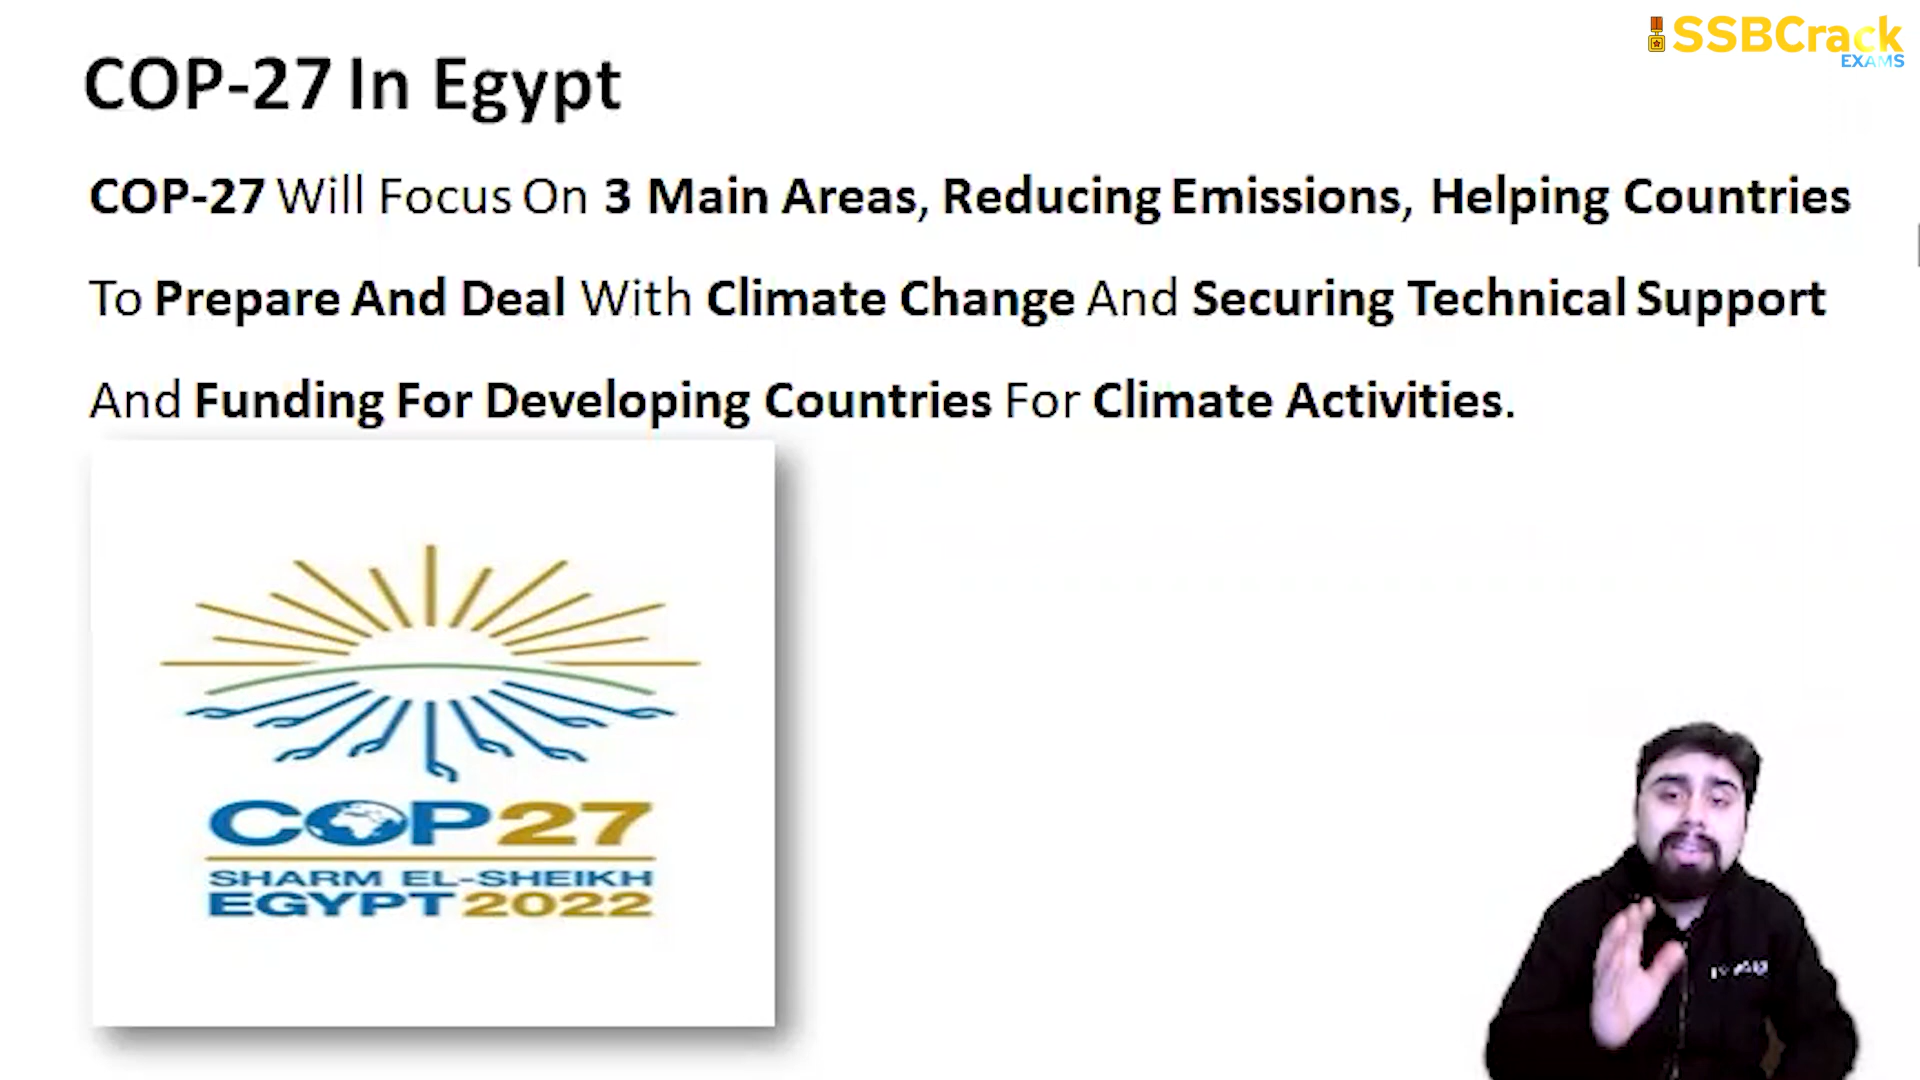 SSBCrack
EXAMS
COP-27 In Egypt
COP-27 Will Focus On 3 Main Areas, Reducing Emissions, Helping Countries
To Prepare And Deal With Climate Change And Securing Technical Support
And Funding For Developing Countries For Climate Activities.
COP27
SHARM EL-SHEIKH
EGYPT2022